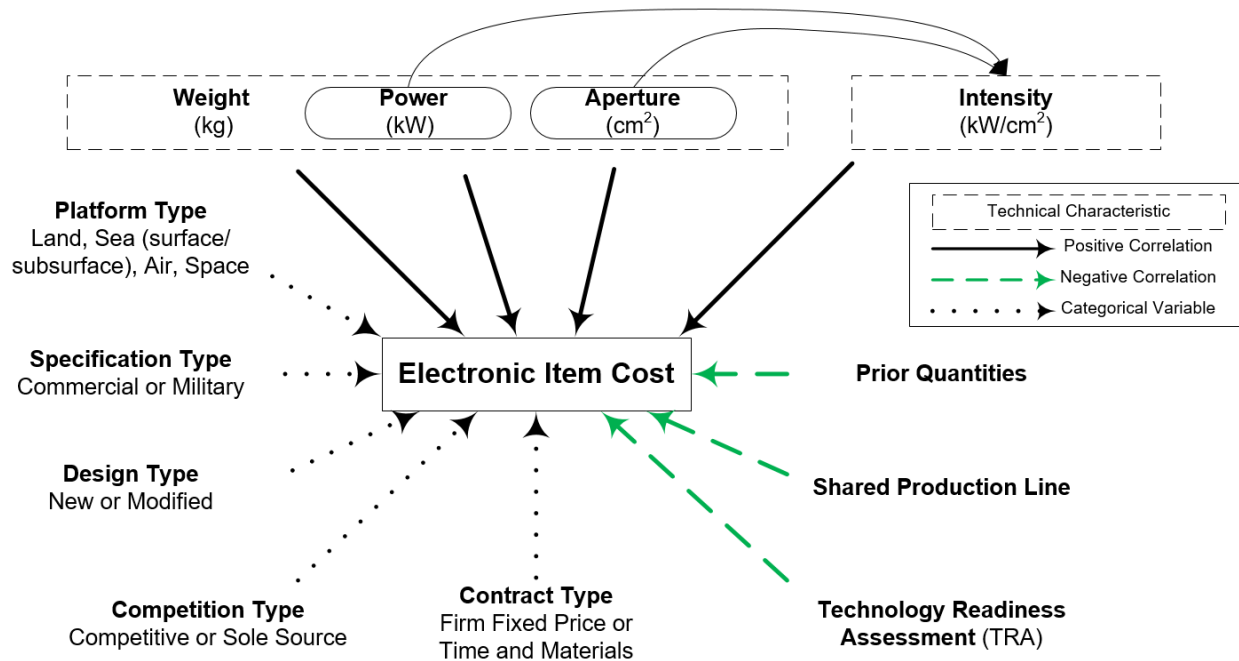 Weight
(kg)
Power
(kW)
Aperture
(cm²)
Intensity
(kW/cm²)
Technical Characteristic
Positive Correlation
Negative Correlation
Categorical Variable
Platform Type
Land, Sea (surface/
subsurface), Air, Space
Specification Type
Commercial or Military
Electronic Item Cost
Prior Quantities
Design Type
New or Modified
Shared Production Line
Competition Type
Competitive or Sole Source
Contract Type
Firm Fixed Price or
Time and Materials
Technology Readiness
Assessment (TRA)